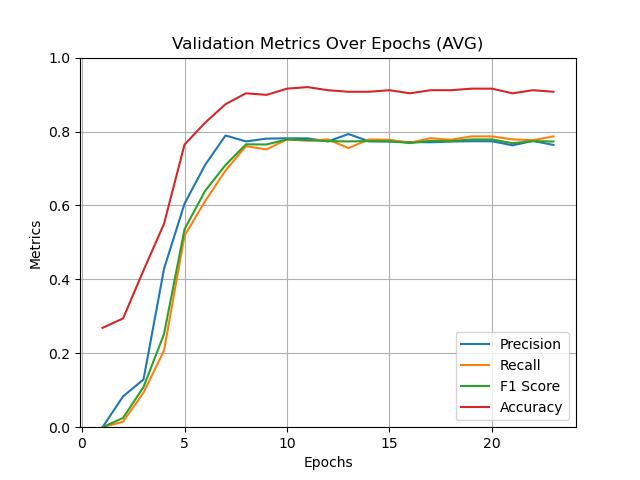 Validation Metrics Over Epochs (AVG)
1.0
0.8
0.6
0.4
0.2
0.0
Metrics
0 5 10 15 20
Epochs
Precision
Recall
F1 Score
Accuracy